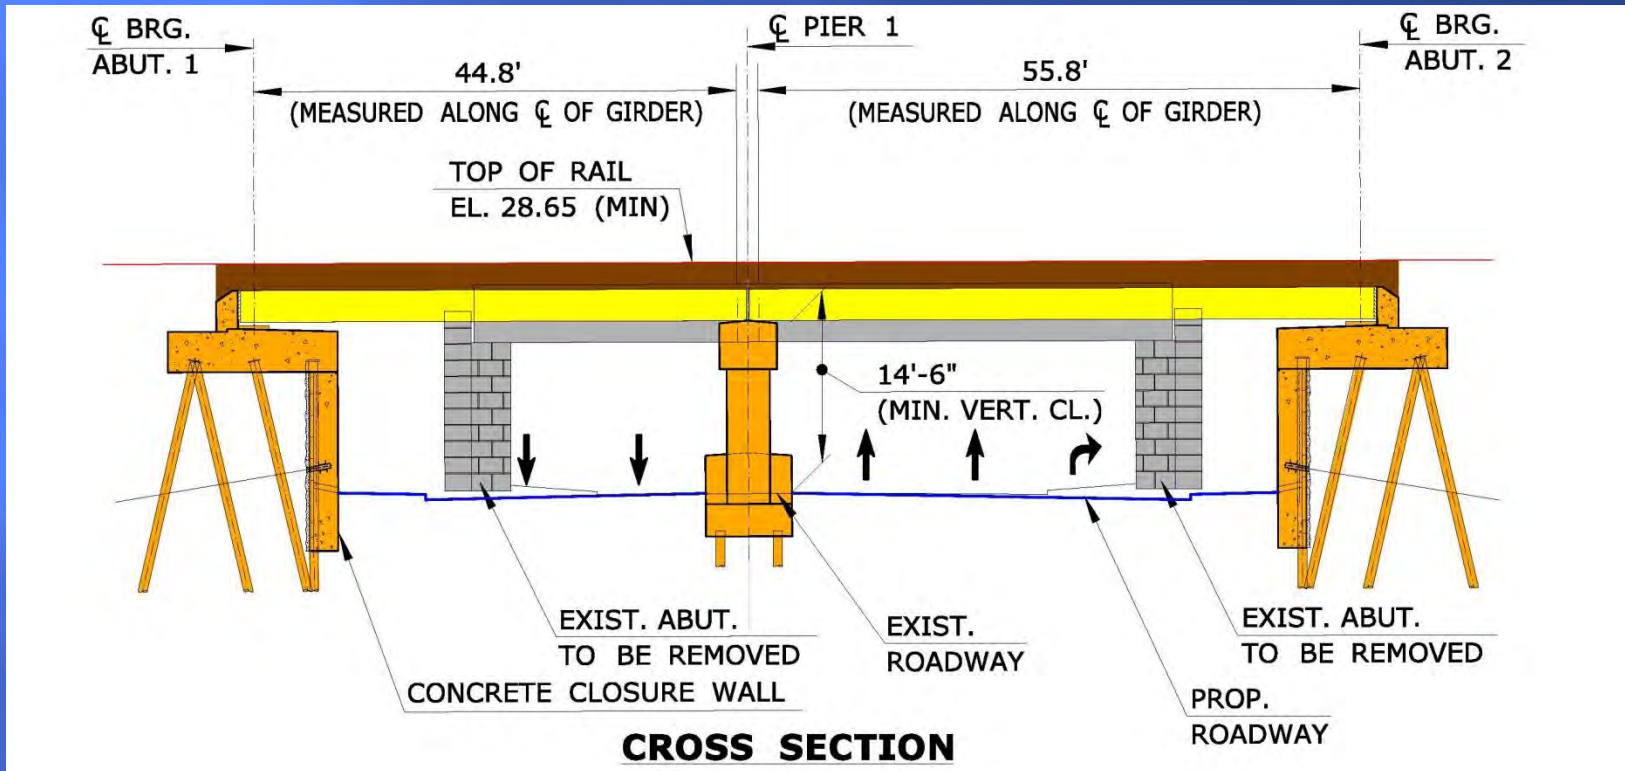 ℄ BRG.
ABUT. 1
℄ PIER 1
℄ BRG.
ABUT. 2
44.8'
(MEASURED ALONG ℄ OF GIRDER)
55.8'
(MEASURED ALONG ℄ OF GIRDER)
TOP OF RAIL
EL. 28.65 (MIN)
14'-6"
(MIN. VERT. CL.)
EXIST. ABUT.
TO BE REMOVED
EXIST.
ROADWAY
EXIST. ABUT.
TO BE REMOVED
CONCRETE CLOSURE WALL
PROP.
ROADWAY
CROSS SECTION